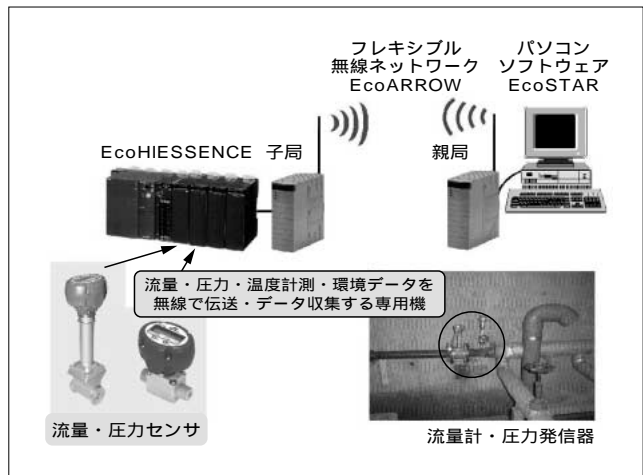 フレキシブル
無線ネットワーク
EcoARROW
パソコン
ソフトウェア
EcoSTAR
EcoHIESSENCE 子局
親局
流量・圧力・温度計測・環境データを
無線で伝送・データ収集する専用機
流量・圧力センサ
流量計・圧力発信器